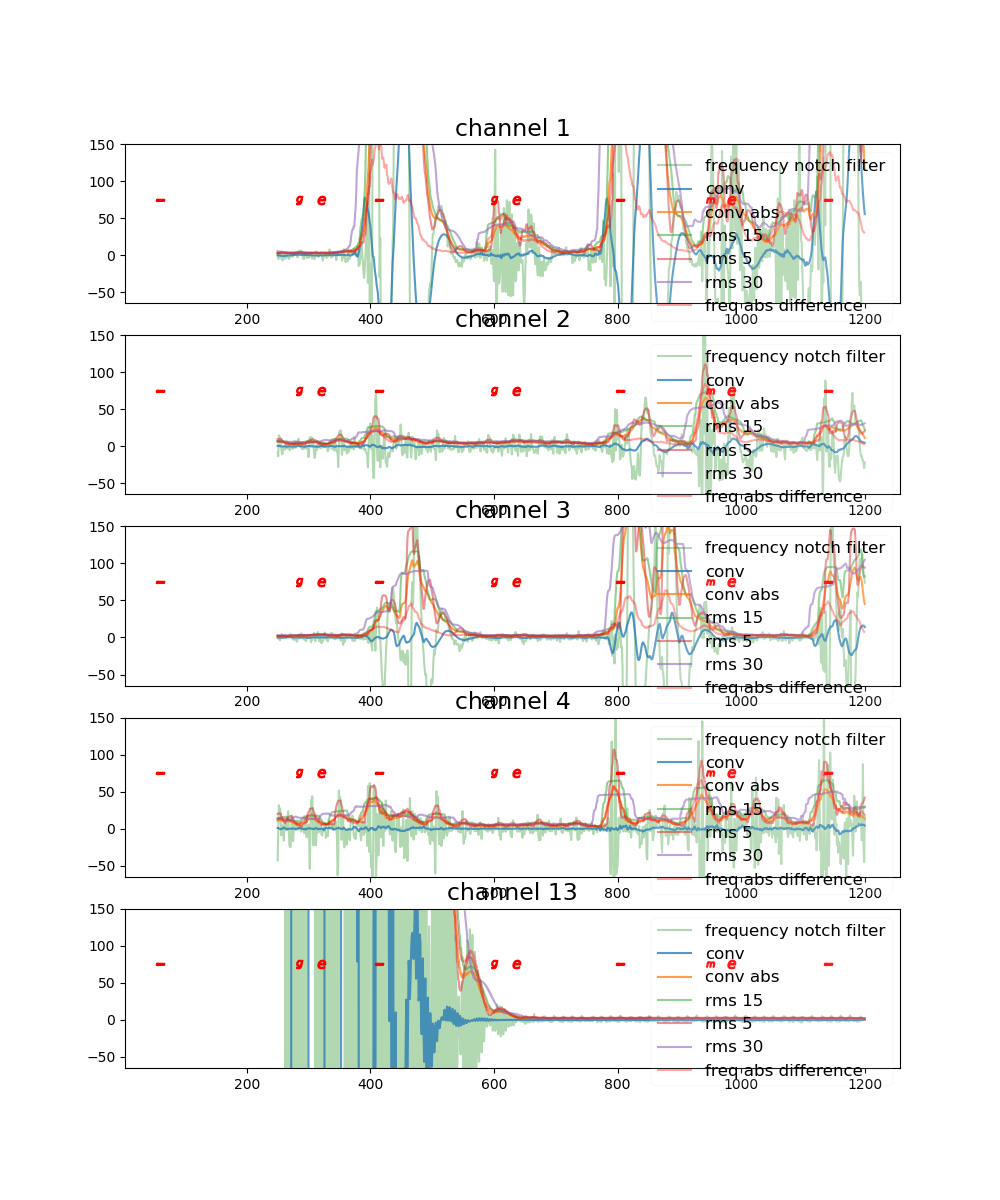 channel 1
150
100
50
0
−50
– g e – g e – m e –
frequency notch filter
conv
conv abs
rms 15
rms 5
rms 30
freq abs difference
200 400 600 800 1000 1200
channel 2
150
100
50
0
−50
– g e – g e – m e –
frequency notch filter
conv
conv abs
rms 15
rms 5
rms 30
freq abs difference
200 400 600 800 1000 1200
channel 3
150
100
50
0
−50
– g e – g e – m e –
frequency notch filter
conv
conv abs
rms 15
rms 5
rms 30
freq abs difference
200 400 600 800 1000 1200
channel 4
150
100
50
0
−50
– g e – g e – m e –
frequency notch filter
conv
conv abs
rms 15
rms 5
rms 30
freq abs difference
200 400 600 800 1000 1200
channel 13
150
100
50
0
−50
– g e – g e – m e –
frequency notch filter
conv
conv abs
rms 15
rms 5
rms 30
freq abs difference
200 400 600 800 1000 1200